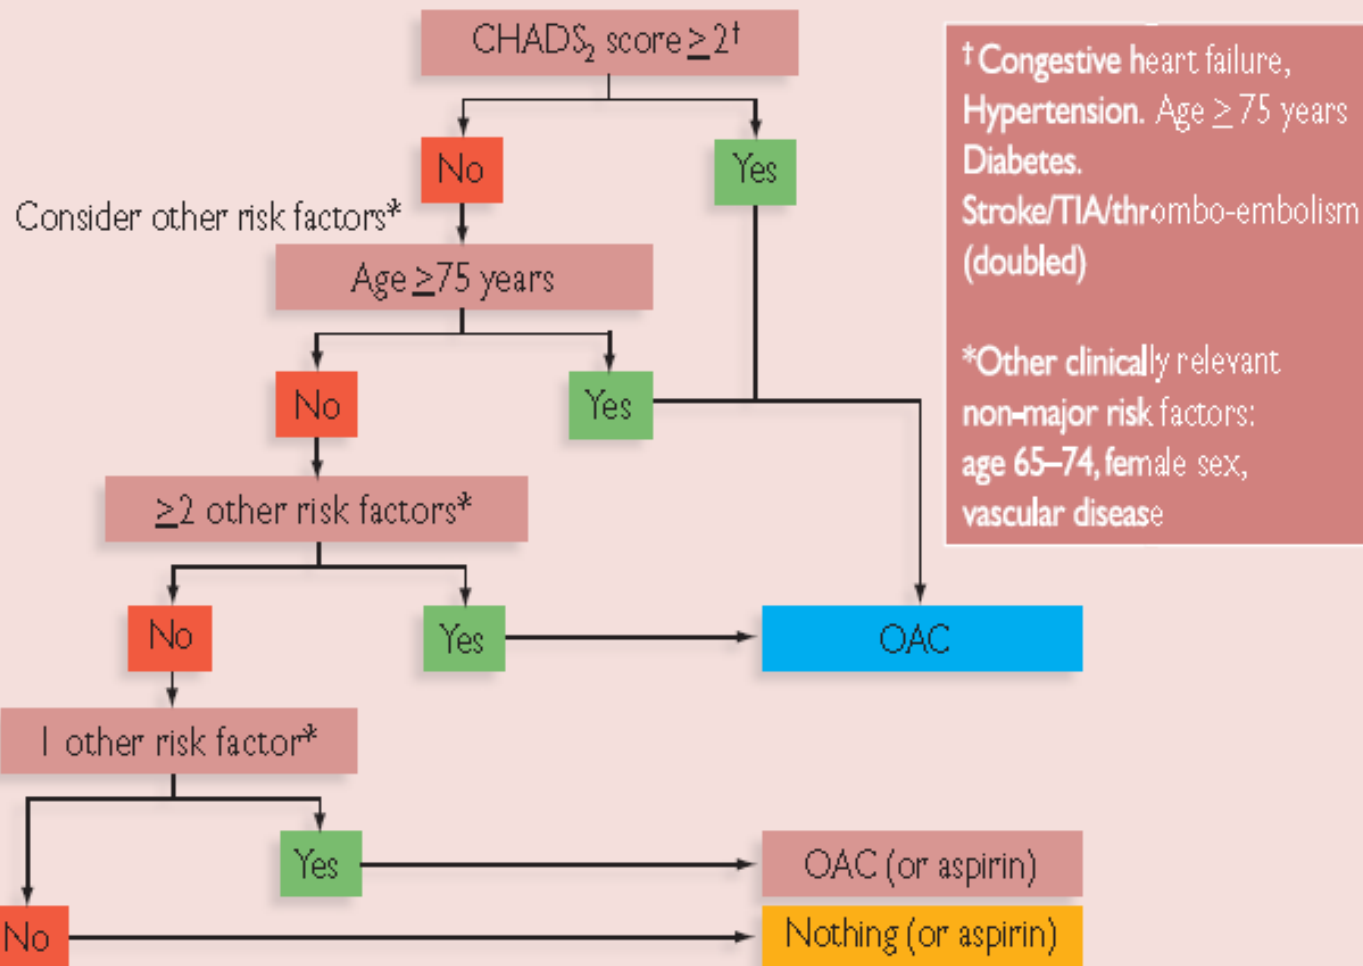 CHADS₂ score ≥2†
No
Yes
Consider other risk factors*
Age ≥75 years
No
Yes
≥2 other risk factors*
No
Yes
OAC
1 other risk factor*
Yes
OAC (or aspirin)
No
Nothing (or aspirin)
†Congestive heart failure,
Hypertension. Age ≥ 75 years
Diabetes.
Stroke/TIA/thrombo-embolism
(doubled)
*Other clinically relevant
non-major risk factors:
age 65–74, female sex,
vascular disease